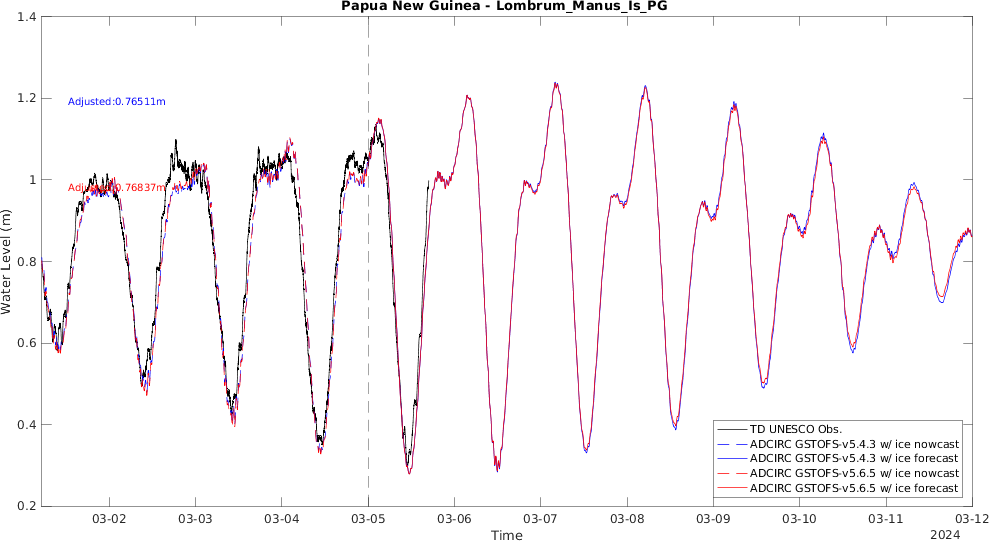 Papua New Guinea - Lombrum_Manus_Is_PG
1.4
1.2
1
0.8
0.6
0.4
0.2
Water Level (m)
Adjusted:0.76511m
Adjusted:0.76837m
TD UNESCO Obs.
ADCIRC GSTOFS-v5.4.3 w/ ice nowcast
ADCIRC GSTOFS-v5.4.3 w/ ice forecast
ADCIRC GSTOFS-v5.6.5 w/ ice nowcast
ADCIRC GSTOFS-v5.6.5 w/ ice forecast
03-02 03-03 03-04 03-05 03-06 03-07 03-08 03-09 03-10 03-11 03-12
Time
2024